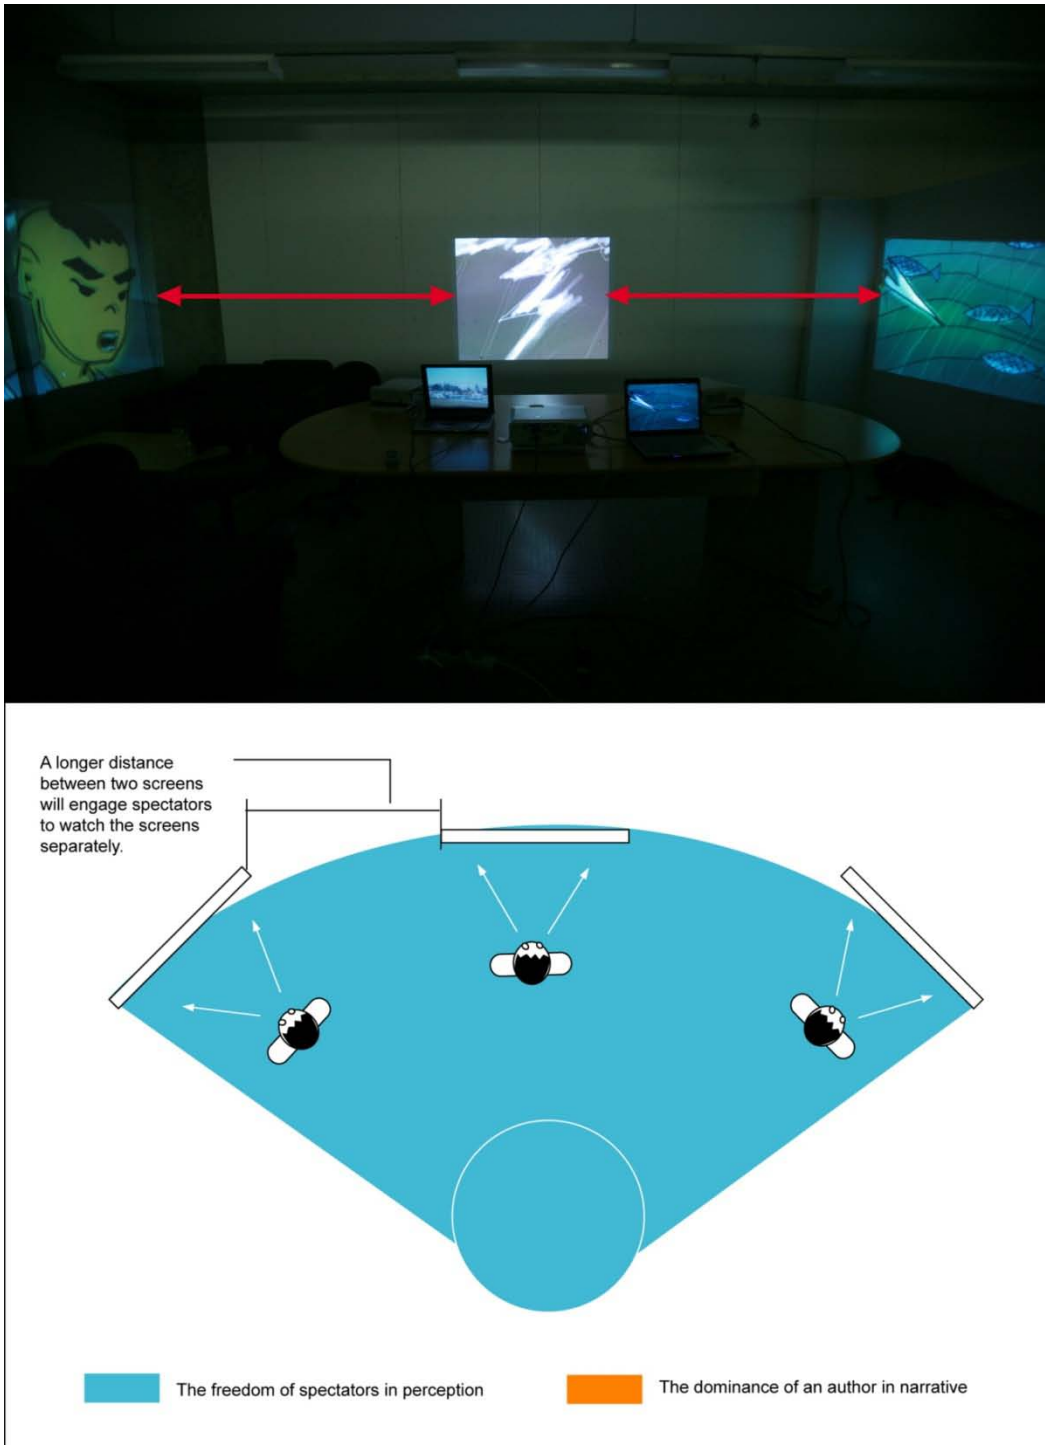 A longer distance
between two screens
will engage spectators
to watch the screens
separately.
The freedom of spectators in perception
The dominance of an author in narrative